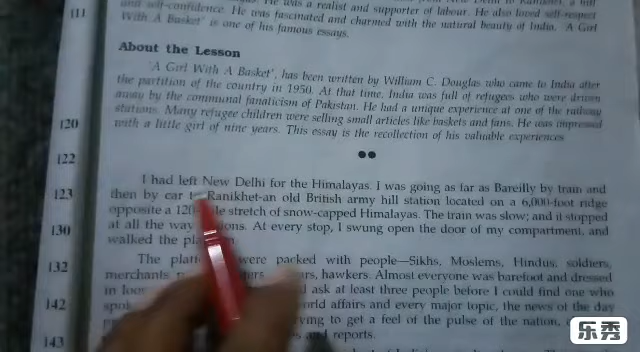 and self-confidence. He was a realist and supporter of labour. He also loved self-respect
111
With A Basket' is one of his famous essays.
About the Lesson
'A Girl With A Basket', has been written by William C. Douglas who came to India after
the partition of the country in 1950. At that time, India was full of refugees who were driven
away by the communal fanaticism of Pakistan. He had a unique experience at one of the railway
stations. Many refugee children were selling small articles like baskets and fans. He was impressed
120
with a little girl of nine years. This essay is the recollection of his valuable experiences
122
I had left New Delhi for the Himalayas. I was going as far as Bareilly by train and
123
then by car Ranikhet-an old British army hill station located on a 6,000-foot ridge
opposite a stretch of snow-capped Himalayas. The train was slow; and it stopped
130
at all the way At every stop, I swung open the door of my compartment, and
walked the
The were packed with people—Sikhs, Moslems, Hindus, soldiers,
132
merchants hawkers. Almost everyone was barefoot and dressed
in ask at least three people before I could find one who
142
world affairs and every major topic, the news of the day
trying to get a feel of the pulse of the nation,
143
and reports.
乐秀